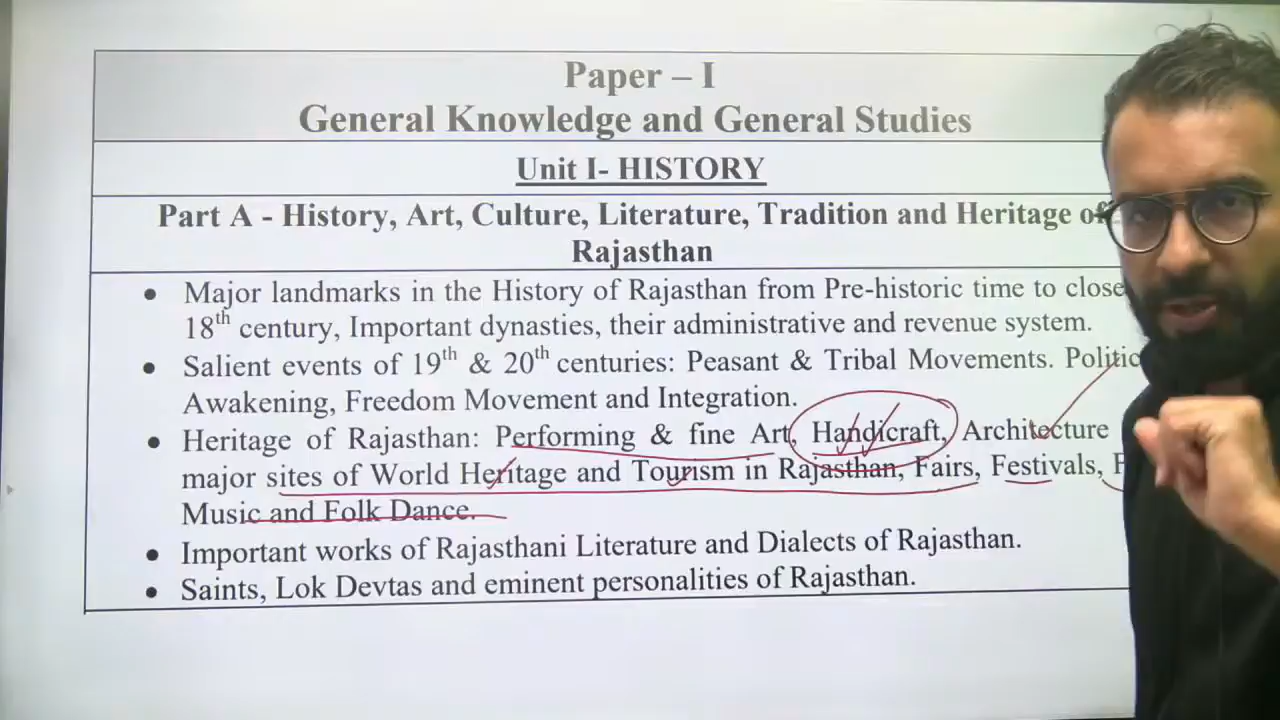 Paper – I
General Knowledge and General Studies
Unit I- HISTORY
Part A - History, Art, Culture, Literature, Tradition and Heritage of
Rajasthan
• Major landmarks in the History of Rajasthan from Pre-historic time to close
18th century, Important dynasties, their administrative and revenue system.
• Salient events of 19th & 20th centuries: Peasant & Tribal Movements. Politic
Awakening, Freedom Movement and Integration.
• Heritage of Rajasthan: Performing & fine Art, Handicraft, Architecture
major sites of World Heritage and Tourism in Rajasthan, Fairs, Festivals, F
Music and Folk Dance.
• Important works of Rajasthani Literature and Dialects of Rajasthan.
• Saints, Lok Devtas and eminent personalities of Rajasthan.